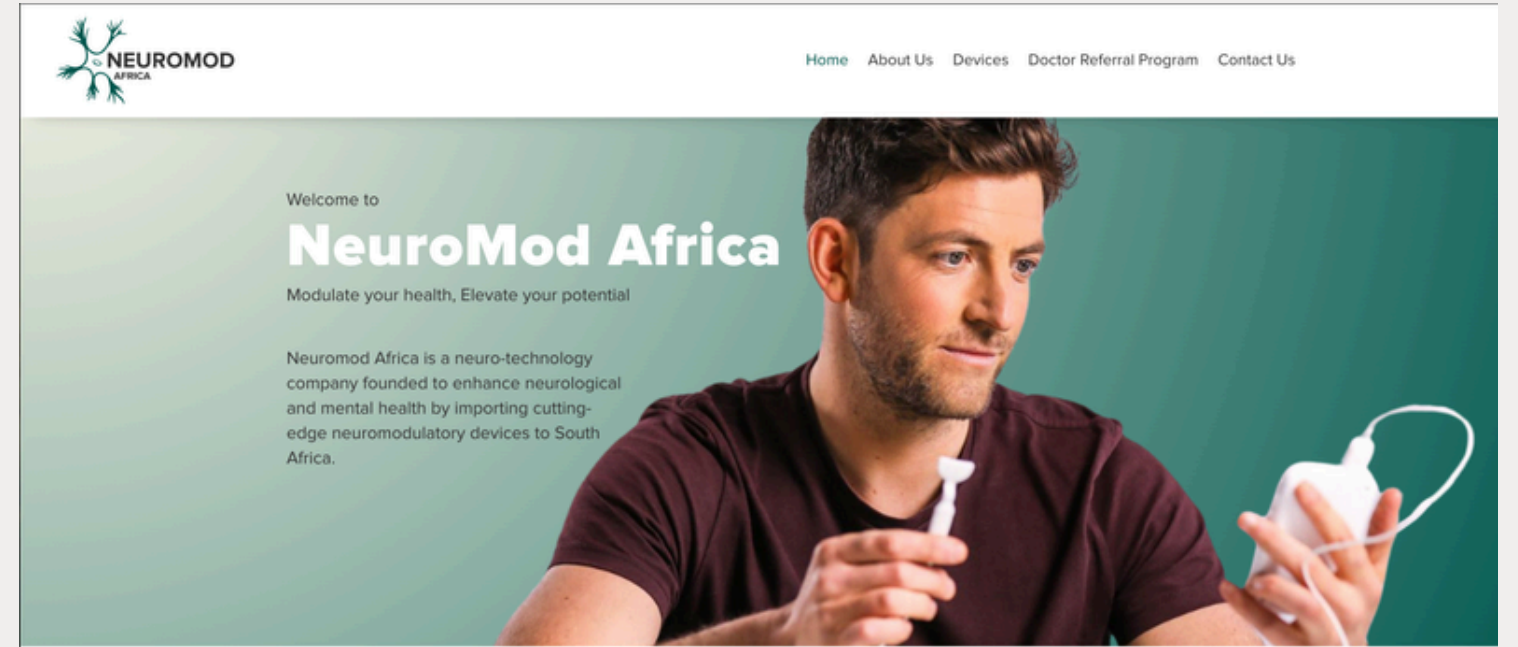 NEUROMOD
AFRICA
Home About Us Devices Doctor Referral Program Contact Us
Welcome to
NeuroMod Africa
Modulate your health, Elevate your potential
Neuromod Africa is a neuro-technology
company founded to enhance neurological
and mental health by importing cutting-
edge neuromodulatory devices to South
Africa.